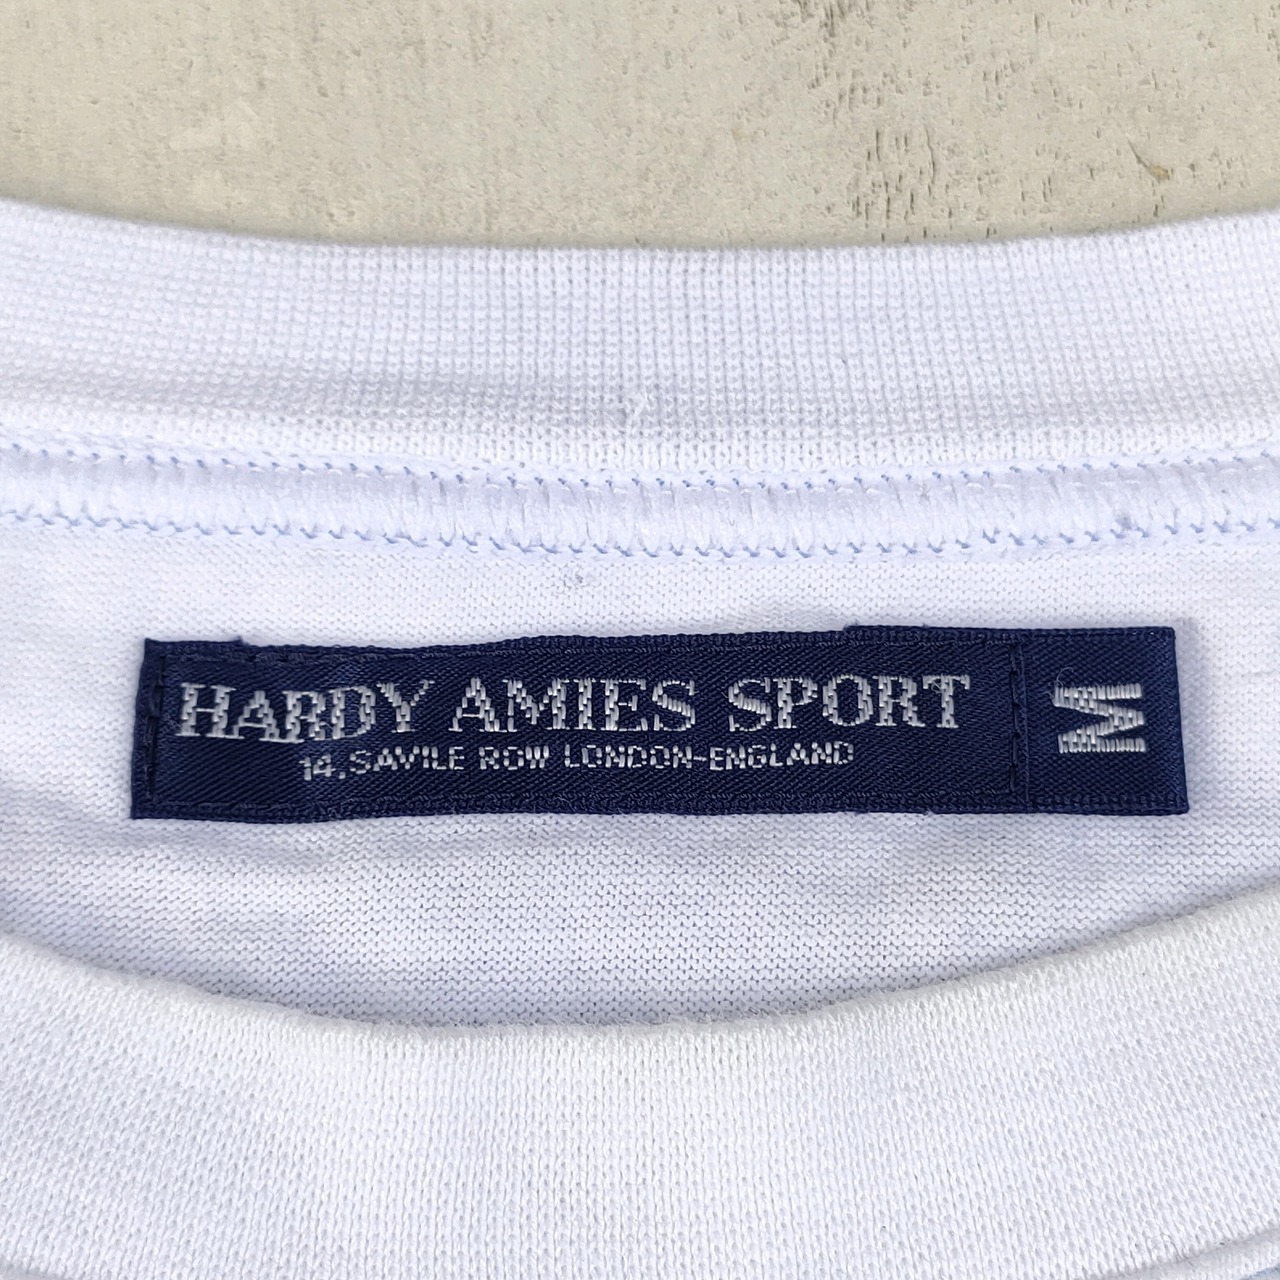 HARDY AMIES SPORT
14.SAVILE ROW LONDON-ENGLAND
M